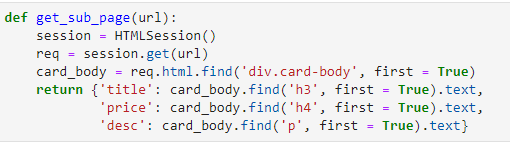 def get_sub_page(url):
    session = HTMLSession()
    req = session.get(url)
    card_body = req.html.find('div.card-body', first = True)
    return {'title': card_body.find('h3', first = True).text,
            'price': card_body.find('h4', first = True).text,
            'desc': card_body.find('p', first = True).text}